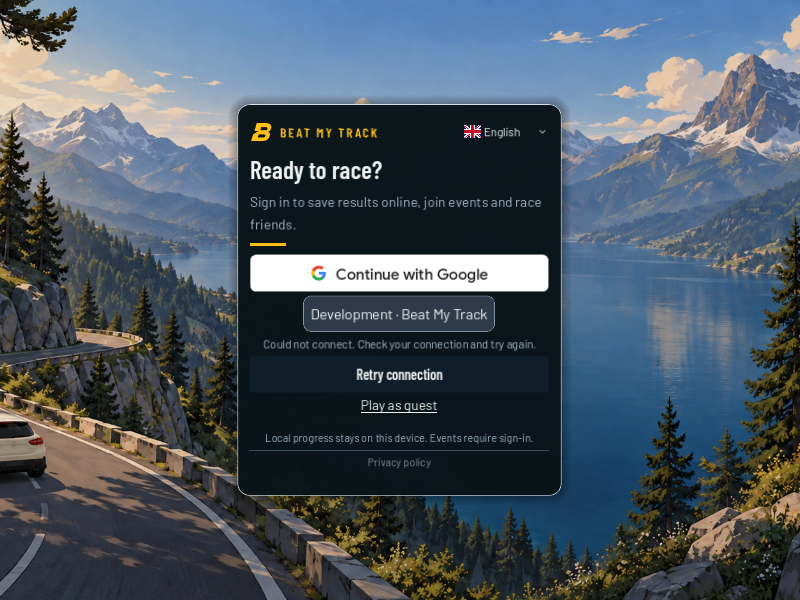 BEAT MY TRACK
English
Ready to race?
Sign in to save results online, join events and race
friends.
Continue with Google
Development · Beat My Track
Could not connect. Check your connection and try again.
Retry connection
Play as guest
Local progress stays on this device. Events require sign-in.
Privacy policy